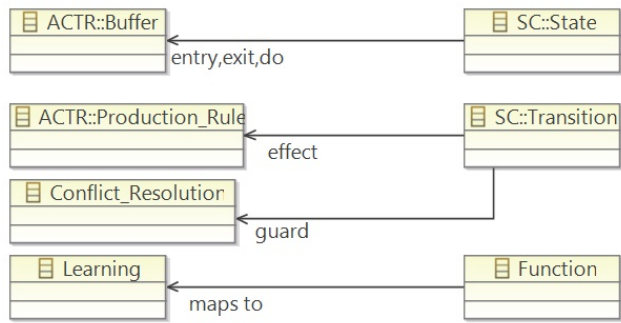 ACTR::Buffer
SC::State
entry,exit,do
ACTR::Production_Rule
SC::Transition
effect
Conflict_Resolution
guard
Learning
Function
maps to